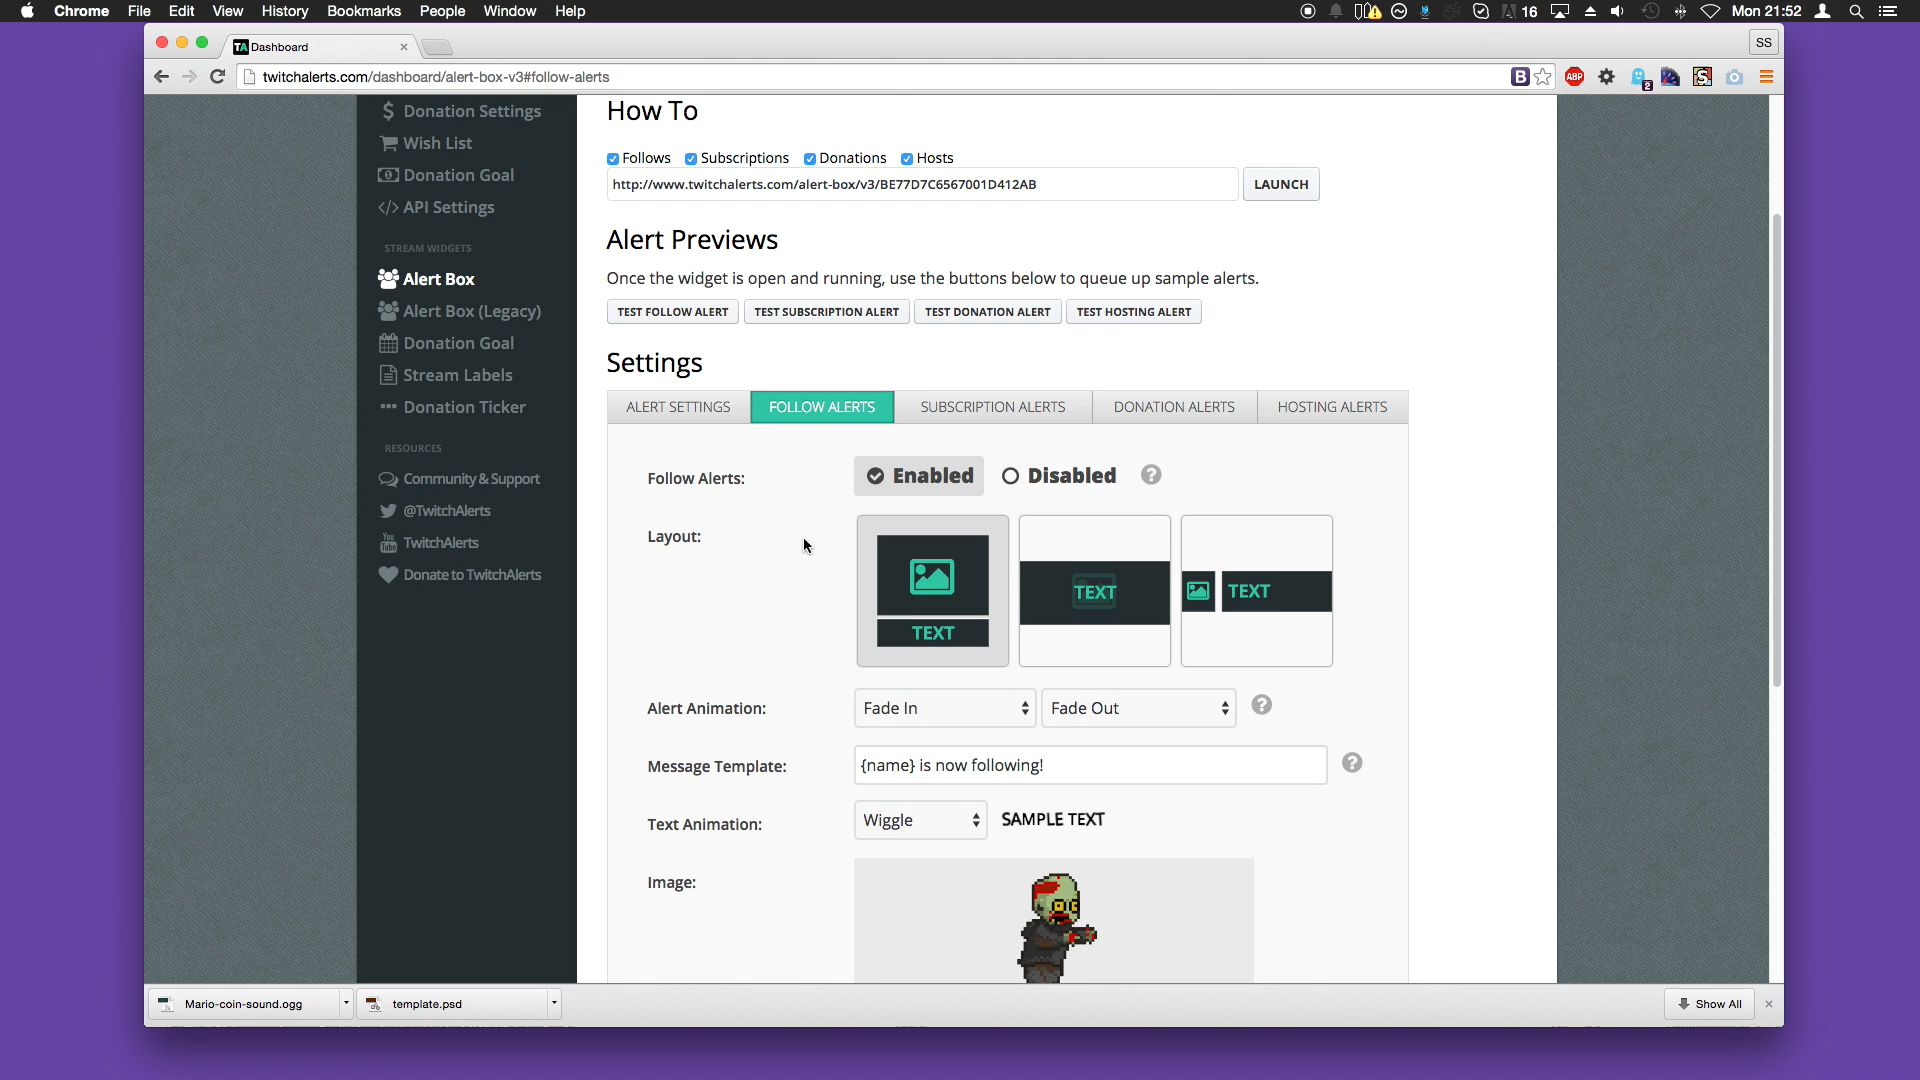 Chrome File Edit View History Bookmarks People Window Help
16 Mon 21:52
TA Dashboard
SS
twitchalerts.com/dashboard/alert-box-v3#follow-alerts
B ABP 2 S
Donation Settings
Wish List
Donation Goal
API Settings
STREAM WIDGETS
Alert Box
Alert Box (Legacy)
Donation Goal
Stream Labels
Donation Ticker
RESOURCES
Community & Support
@TwitchAlerts
You Tube TwitchAlerts
Donate to TwitchAlerts
How To
Follows Subscriptions Donations Hosts
http://www.twitchalerts.com/alert-box/v3/BE77D7C6567001D412AB LAUNCH
Alert Previews
Once the widget is open and running, use the buttons below to queue up sample alerts.
TEST FOLLOW ALERT TEST SUBSCRIPTION ALERT TEST DONATION ALERT TEST HOSTING ALERT
Settings
ALERT SETTINGS FOLLOW ALERTS SUBSCRIPTION ALERTS DONATION ALERTS HOSTING ALERTS
Follow Alerts: Enabled Disabled ?
Layout:
TEXT TEXT TEXT
Alert Animation: Fade In Fade Out ?
Message Template: {name} is now following! ?
Text Animation: Wiggle SAMPLE TEXT
Image:
Mario-coin-sound.ogg template.psd Show All